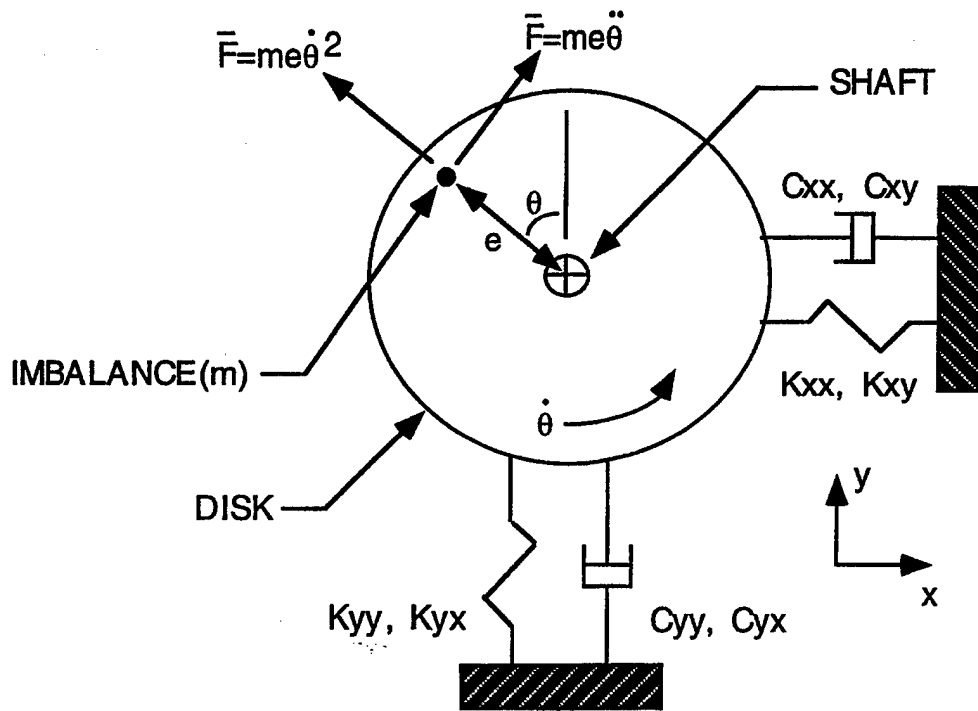 F̄=meθ̇²
F̄=meθ̈
SHAFT
Cxx, Cxy
θ
e
IMBALANCE(m)
Kxx, Kxy
θ̇
DISK
y
x
Kyy, Kyx
Cyy, Cyx